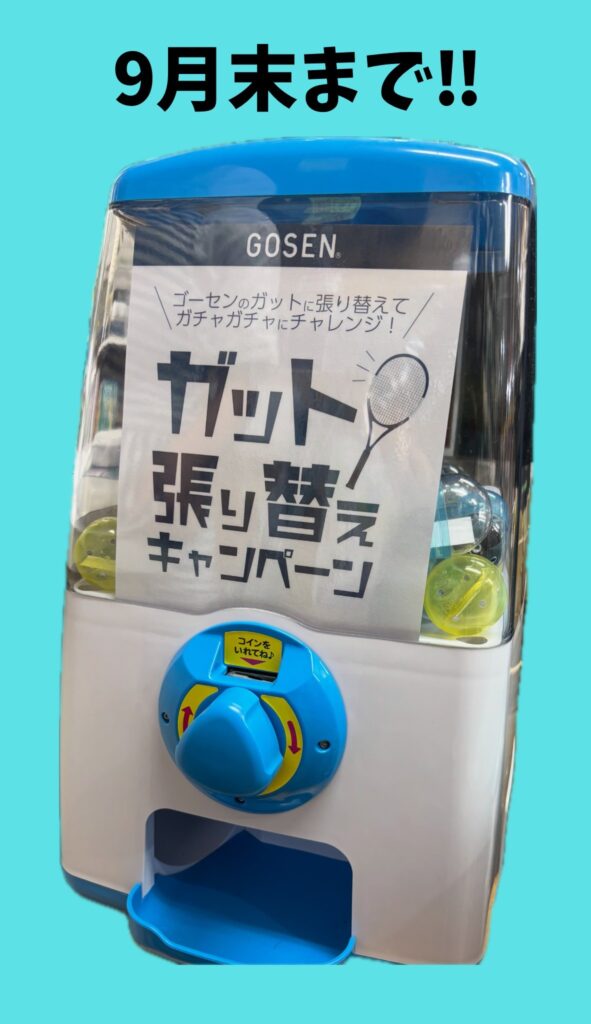 9月末まで!!
GOSEN®
ゴーセンのガットに張り替えて
ガチャガチャにチャレンジ！
ガット
張り替え
キャンペーン
コインを
いれてね♪